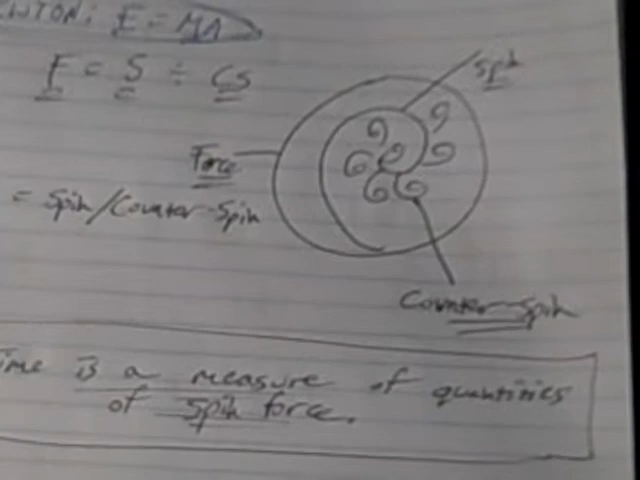 NEWTON: F = MA
F = S ÷ CS
Spin
Force
= Spin/Counter-Spin
Counter-Spin
Time is a measure of quantities
of Spin force.